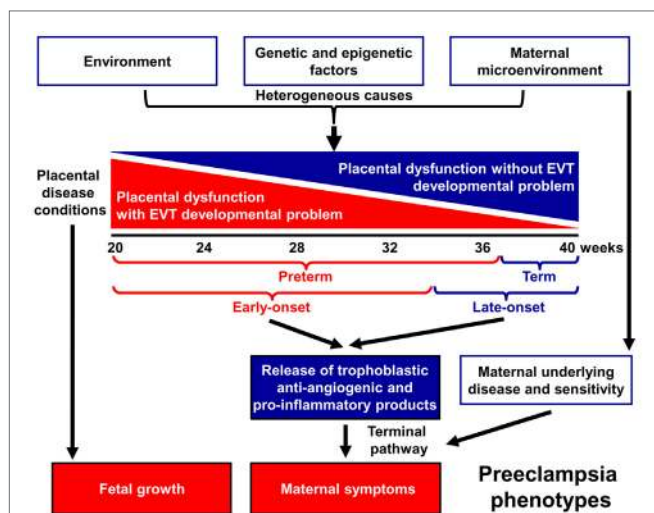 Environment
Genetic and epigenetic
factors
Maternal
microenvironment
Heterogeneous causes
Placental
disease
conditions
Placental dysfunction without EVT
developmental problem
Placental dysfunction
with EVT developmental problem
20 24 28 32 36 40 weeks
Preterm Term
Early-onset Late-onset
Release of trophoblastic
anti-angiogenic and
pro-inflammatory products
Maternal underlying
disease and sensitivity
Terminal
pathway
Fetal growth
Maternal symptoms
Preeclampsia
phenotypes